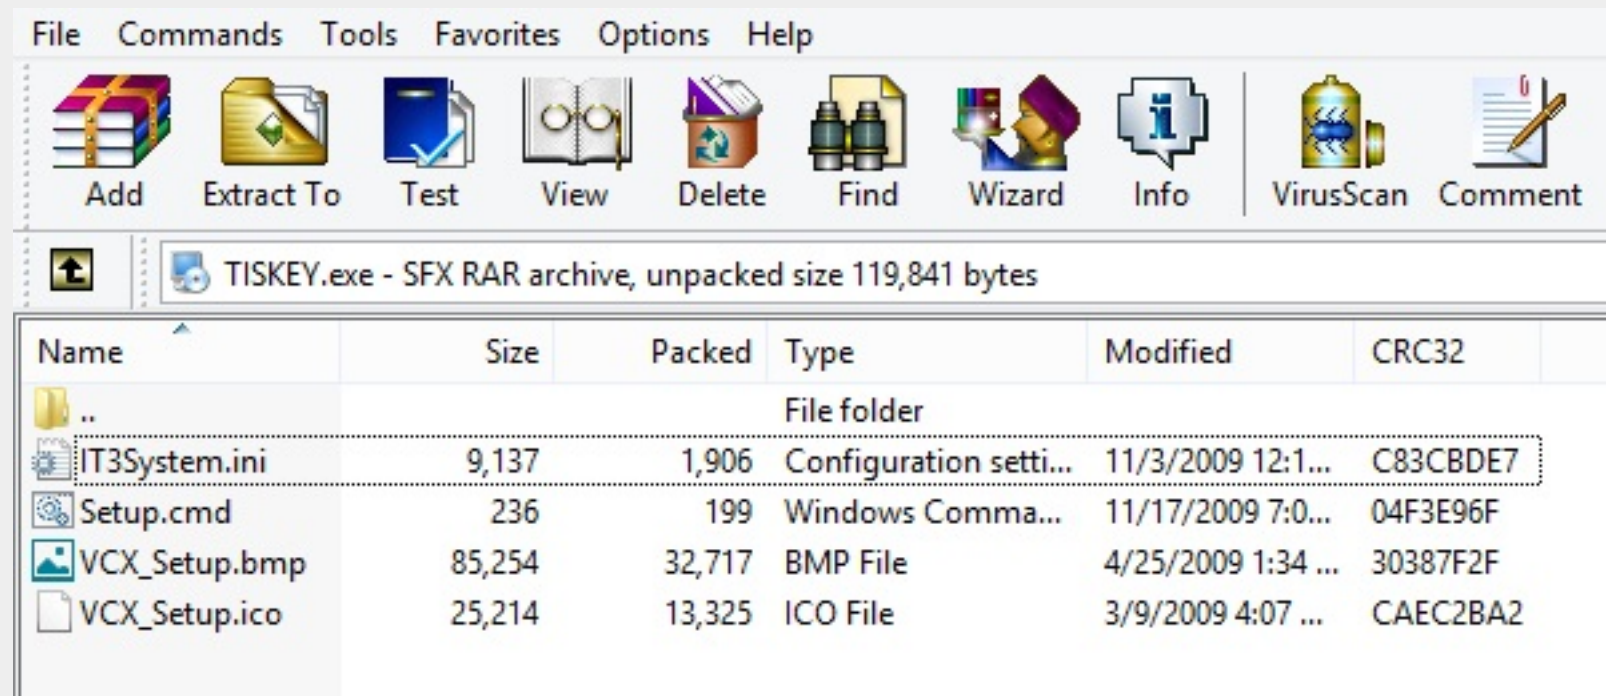 File Commands Tools Favorites Options Help
Add Extract To Test View Delete Find Wizard Info VirusScan Comment
TISKEY.exe - SFX RAR archive, unpacked size 119,841 bytes
Name Size Packed Type Modified CRC32
.. File folder
IT3System.ini 9,137 1,906 Configuration setti... 11/3/2009 12:1... C83CBDE7
Setup.cmd 236 199 Windows Comma... 11/17/2009 7:0... 04F3E96F
VCX_Setup.bmp 85,254 32,717 BMP File 4/25/2009 1:34 ... 30387F2F
VCX_Setup.ico 25,214 13,325 ICO File 3/9/2009 4:07 ... CAEC2BA2